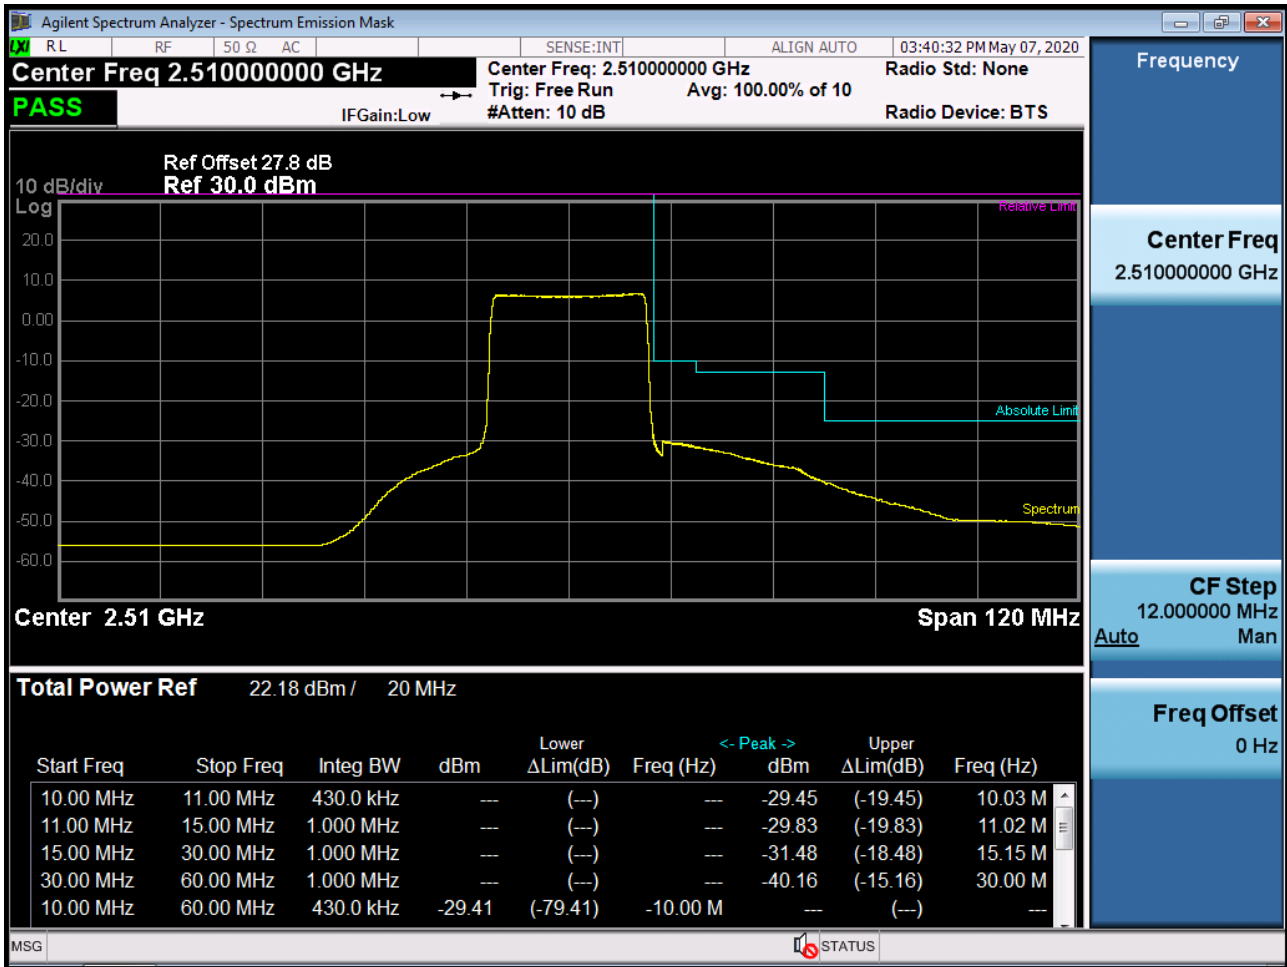 Agilent Spectrum Analyzer - Spectrum Emission Mask
LXI RL RF 50 Ω AC SENSE:INT ALIGN AUTO 03:40:32 PM May 07, 2020
Center Freq 2.510000000 GHz
Center Freq: 2.510000000 GHz Radio Std: None
Trig: Free Run Avg: 100.00% of 10
PASS IFGain:Low #Atten: 10 dB Radio Device: BTS
Ref Offset 27.8 dB
10 dB/div Ref 30.0 dBm
Log
Relative Limit
20.0
10.0
0.00
-10.0
-20.0
Absolute Limit
-30.0
-40.0
-50.0
Spectrum
-60.0
Center 2.51 GHz Span 120 MHz
Total Power Ref 22.18 dBm / 20 MHz
Lower <- Peak -> Upper
Start Freq Stop Freq Integ BW dBm ΔLim(dB) Freq (Hz) dBm ΔLim(dB) Freq (Hz)
10.00 MHz 11.00 MHz 430.0 kHz --- (---) --- -29.45 (-19.45) 10.03 M
11.00 MHz 15.00 MHz 1.000 MHz --- (---) --- -29.83 (-19.83) 11.02 M
15.00 MHz 30.00 MHz 1.000 MHz --- (---) --- -31.48 (-18.48) 15.15 M
30.00 MHz 60.00 MHz 1.000 MHz --- (---) --- -40.16 (-15.16) 30.00 M
10.00 MHz 60.00 MHz 430.0 kHz -29.41 (-79.41) -10.00 M --- (---) ---
MSG STATUS
Frequency
Center Freq
2.510000000 GHz
CF Step
12.000000 MHz
Auto Man
Freq Offset
0 Hz